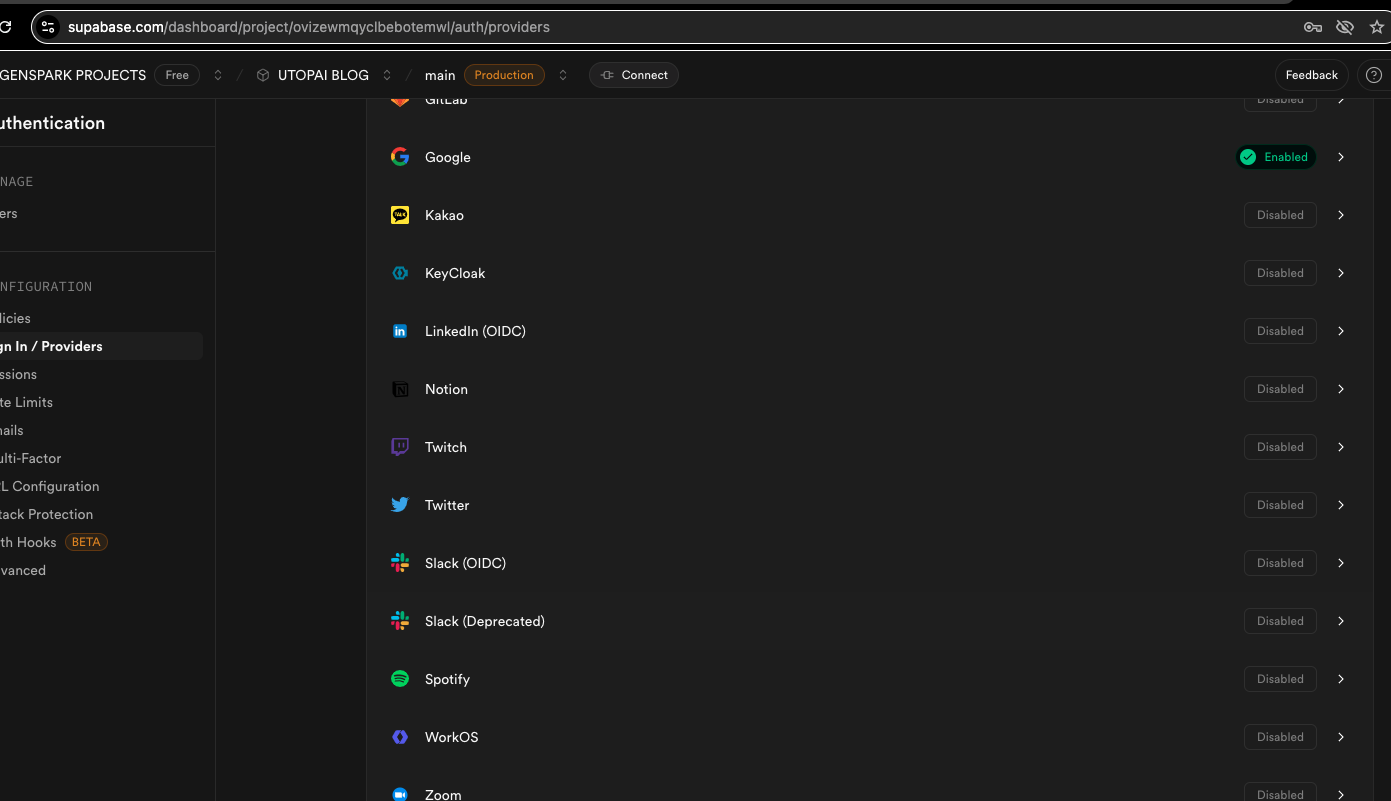 supabase.com/dashboard/project/ovizewmqyclbebotemwl/auth/providers
GENSPARK PROJECTS Free / UTOPAI BLOG / main Production Connect Feedback ?
uthentication
GitLab Disabled
Google Enabled
NAGE
ers
Kakao Disabled
KeyCloak Disabled
NFIGURATION
licies
LinkedIn (OIDC) Disabled
gn In / Providers
ssions
Notion Disabled
te Limits
nails
Twitch Disabled
ulti-Factor
L Configuration
Twitter Disabled
tack Protection
th Hooks BETA
Slack (OIDC) Disabled
vanced
Slack (Deprecated) Disabled
Spotify Disabled
WorkOS Disabled
Zoom Disabled